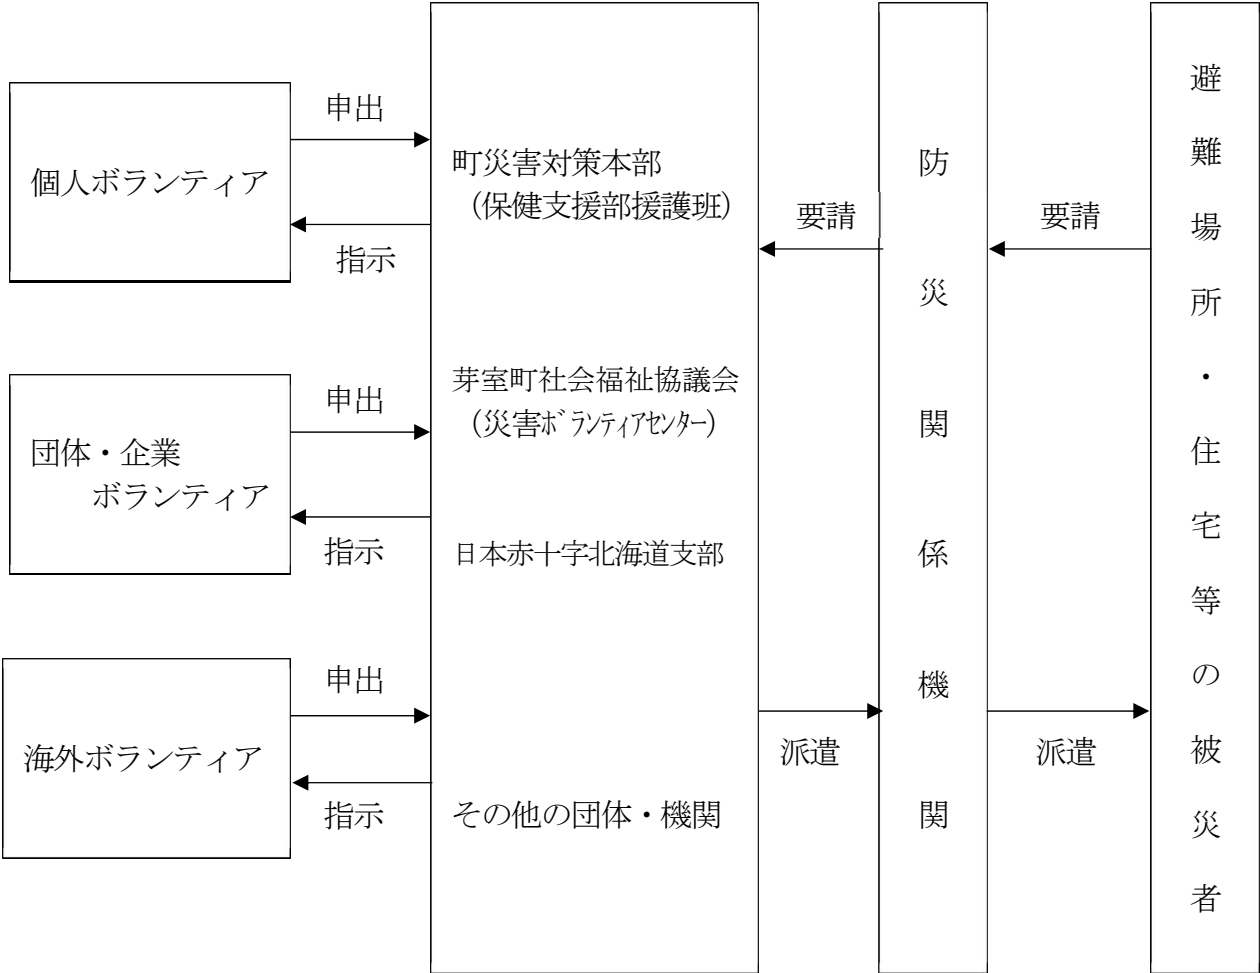 個人ボランティア
申出
指示
団体・企業
ボランティア
申出
指示
海外ボランティア
申出
指示
町災害対策本部
（保健支援部援護班）
芽室町社会福祉協議会
（災害ﾎﾞﾗﾝﾃｨｱｾﾝﾀｰ）
日本赤十字北海道支部
その他の団体・機関
要請
派遣
防災関係機関
要請
派遣
避難場所・住宅等の被災者